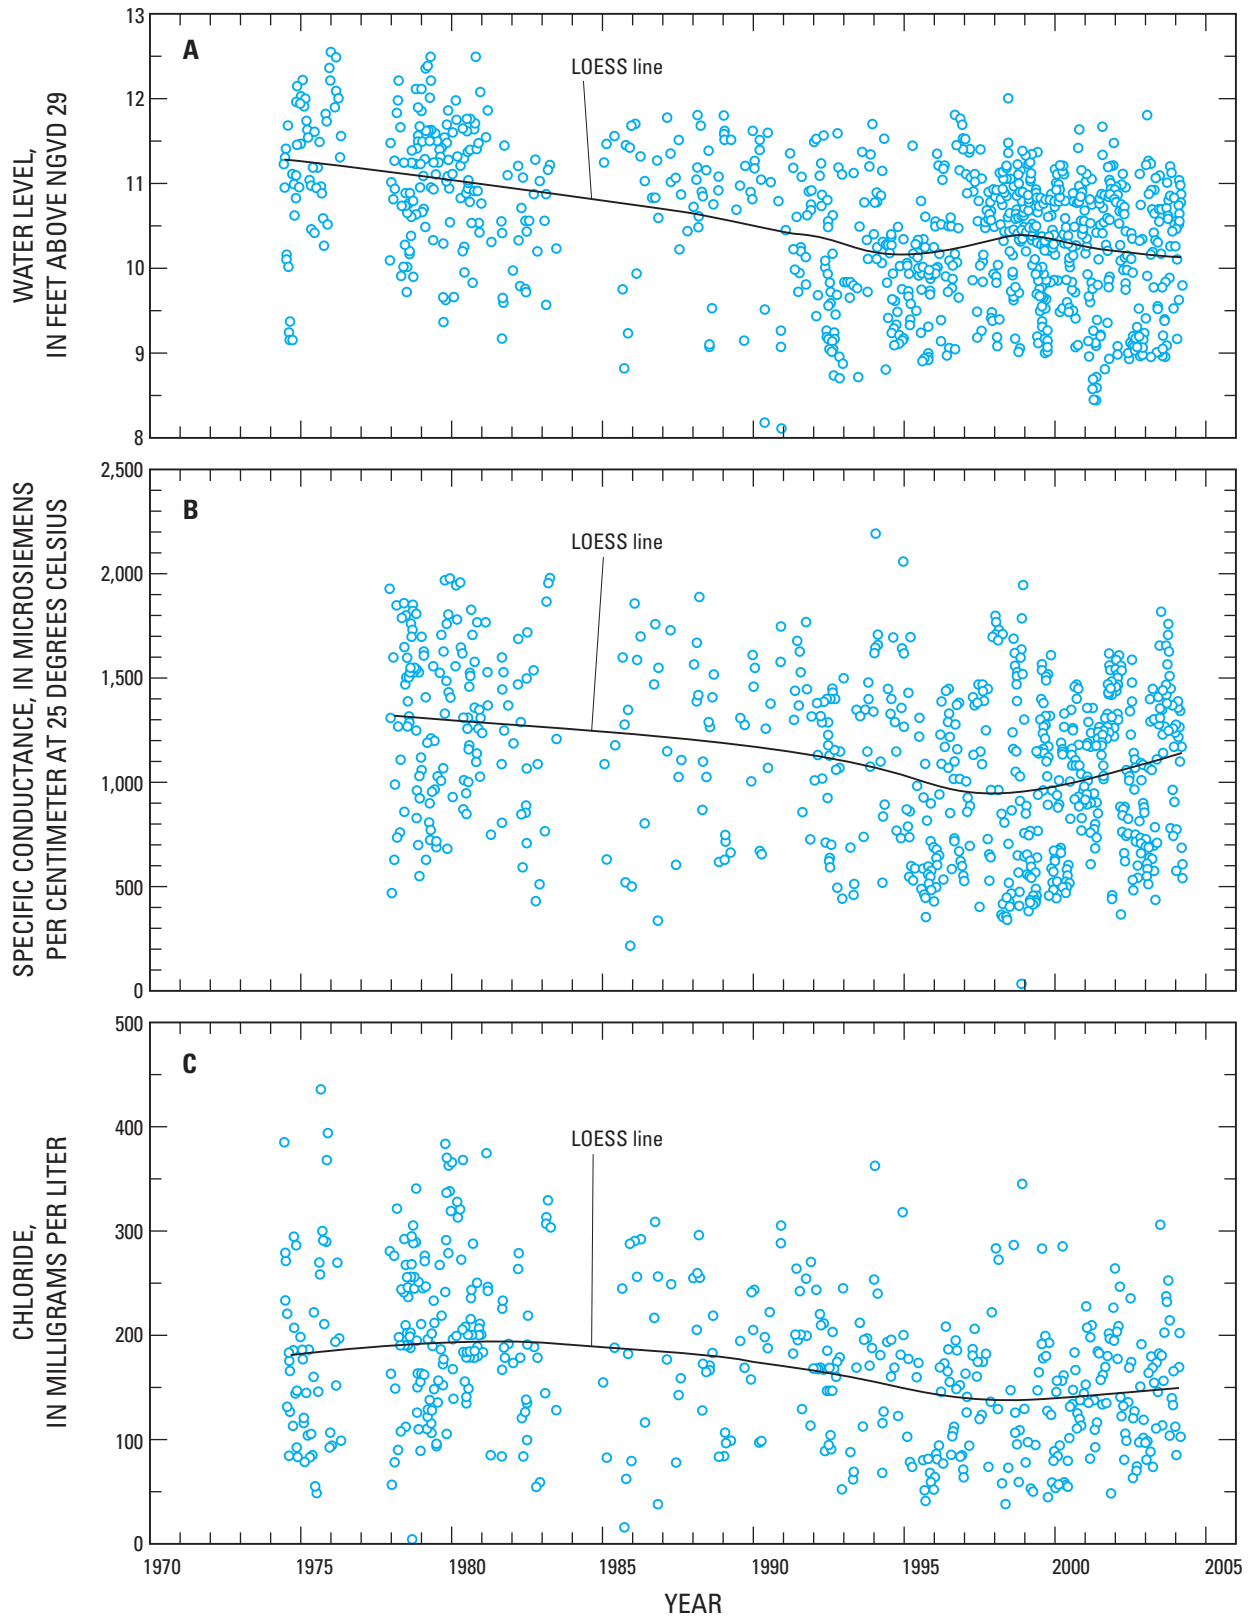 A
LOESS line
WATER LEVEL,
IN FEET ABOVE NGVD 29
13
12
11
10
9
8
B
LOESS line
SPECIFIC CONDUCTANCE, IN MICROSIEMENS
PER CENTIMETER AT 25 DEGREES CELSIUS
2,500
2,000
1,500
1,000
500
0
C
LOESS line
CHLORIDE,
IN MILLIGRAMS PER LITER
500
400
300
200
100
0
1970 1975 1980 1985 1990 1995 2000 2005
YEAR